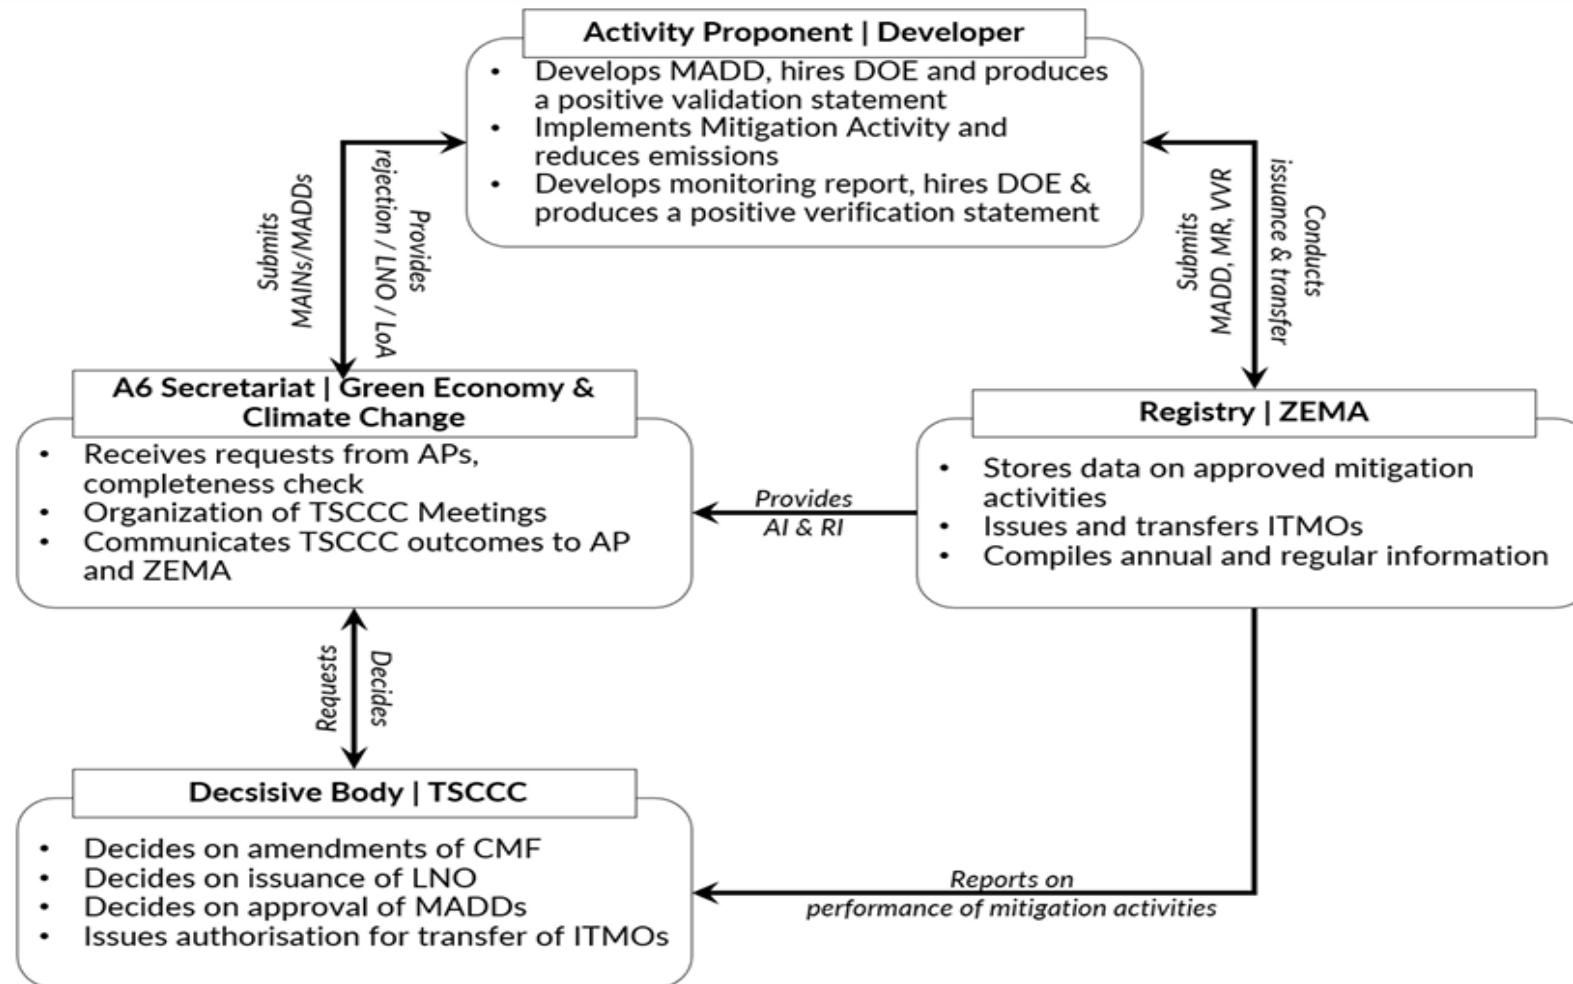 Activity Proponent | Developer
• Develops MADD, hires DOE and produces
a positive validation statement
• Implements Mitigation Activity and
reduces emissions
• Develops monitoring report, hires DOE &
produces a positive verification statement
Submits
MAINs/MADDs
Provides
rejection / LNO / LoA
Submits
MADD, MR, VVR
Conducts
issuance & transfer
A6 Secretariat | Green Economy &
Climate Change
• Receives requests from APs,
completeness check
• Organization of TSCCC Meetings
• Communicates TSCCC outcomes to AP
and ZEMA
Provides
AI & RI
Registry | ZEMA
• Stores data on approved mitigation
activities
• Issues and transfers ITMOs
• Compiles annual and regular information
Requests
Decides
Decsisive Body | TSCCC
• Decides on amendments of CMF
• Decides on issuance of LNO
• Decides on approval of MADDs
• Issues authorisation for transfer of ITMOs
Reports on
performance of mitigation activities